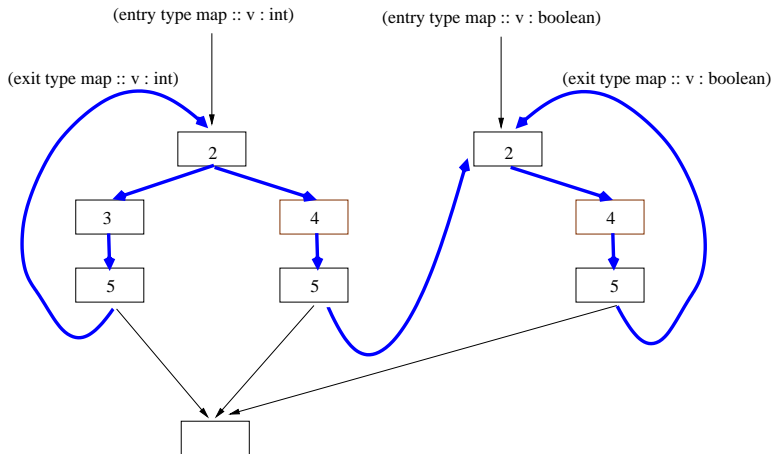 (entry type map :: v : int)
(entry type map :: v : boolean)
(exit type map :: v : int)
(exit type map :: v : boolean)
2
2
3
4
4
5
5
5